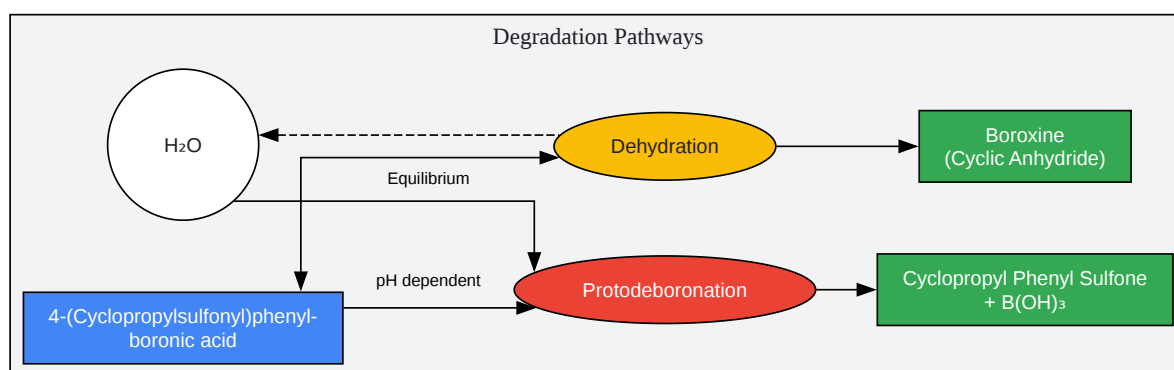 Degradation Pathways
H₂O
Dehydration
Boroxine
(Cyclic Anhydride)
Equilibrium
pH dependent
Protodeboronation
Cyclopropyl Phenyl Sulfone
+ B(OH)₃
4-(Cyclopropylsulfonyl)phenyl-
boronic acid